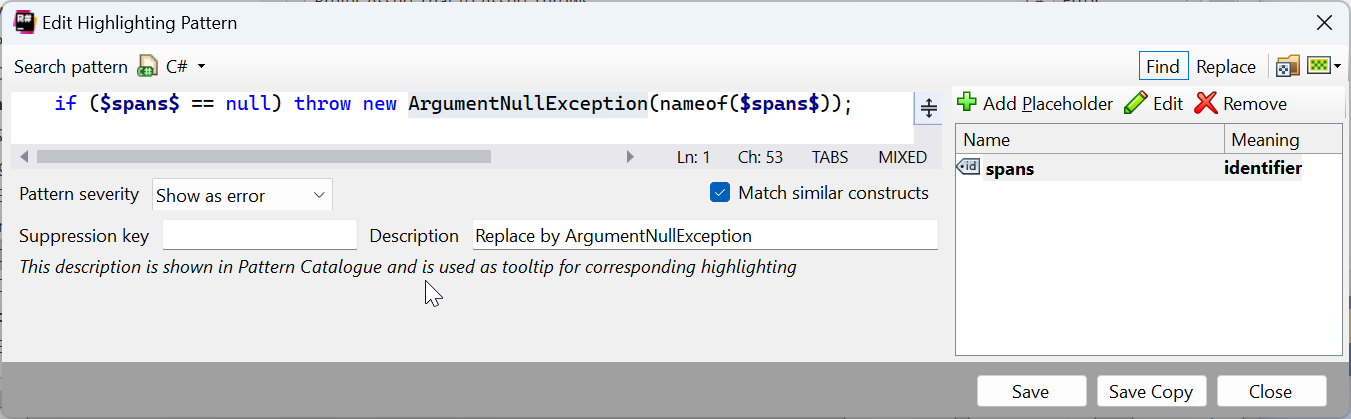 Edit Highlighting Pattern
Search pattern C# Find Replace
if ($spans$ == null) throw new ArgumentNullException(nameof($spans$));
Add Placeholder Edit Remove
Name Meaning
spans identifier
Ln: 1 Ch: 53 TABS MIXED
Pattern severity Show as error Match similar constructs
Suppression key Description Replace by ArgumentNullException
This description is shown in Pattern Catalogue and is used as tooltip for corresponding highlighting
Save Save Copy Close